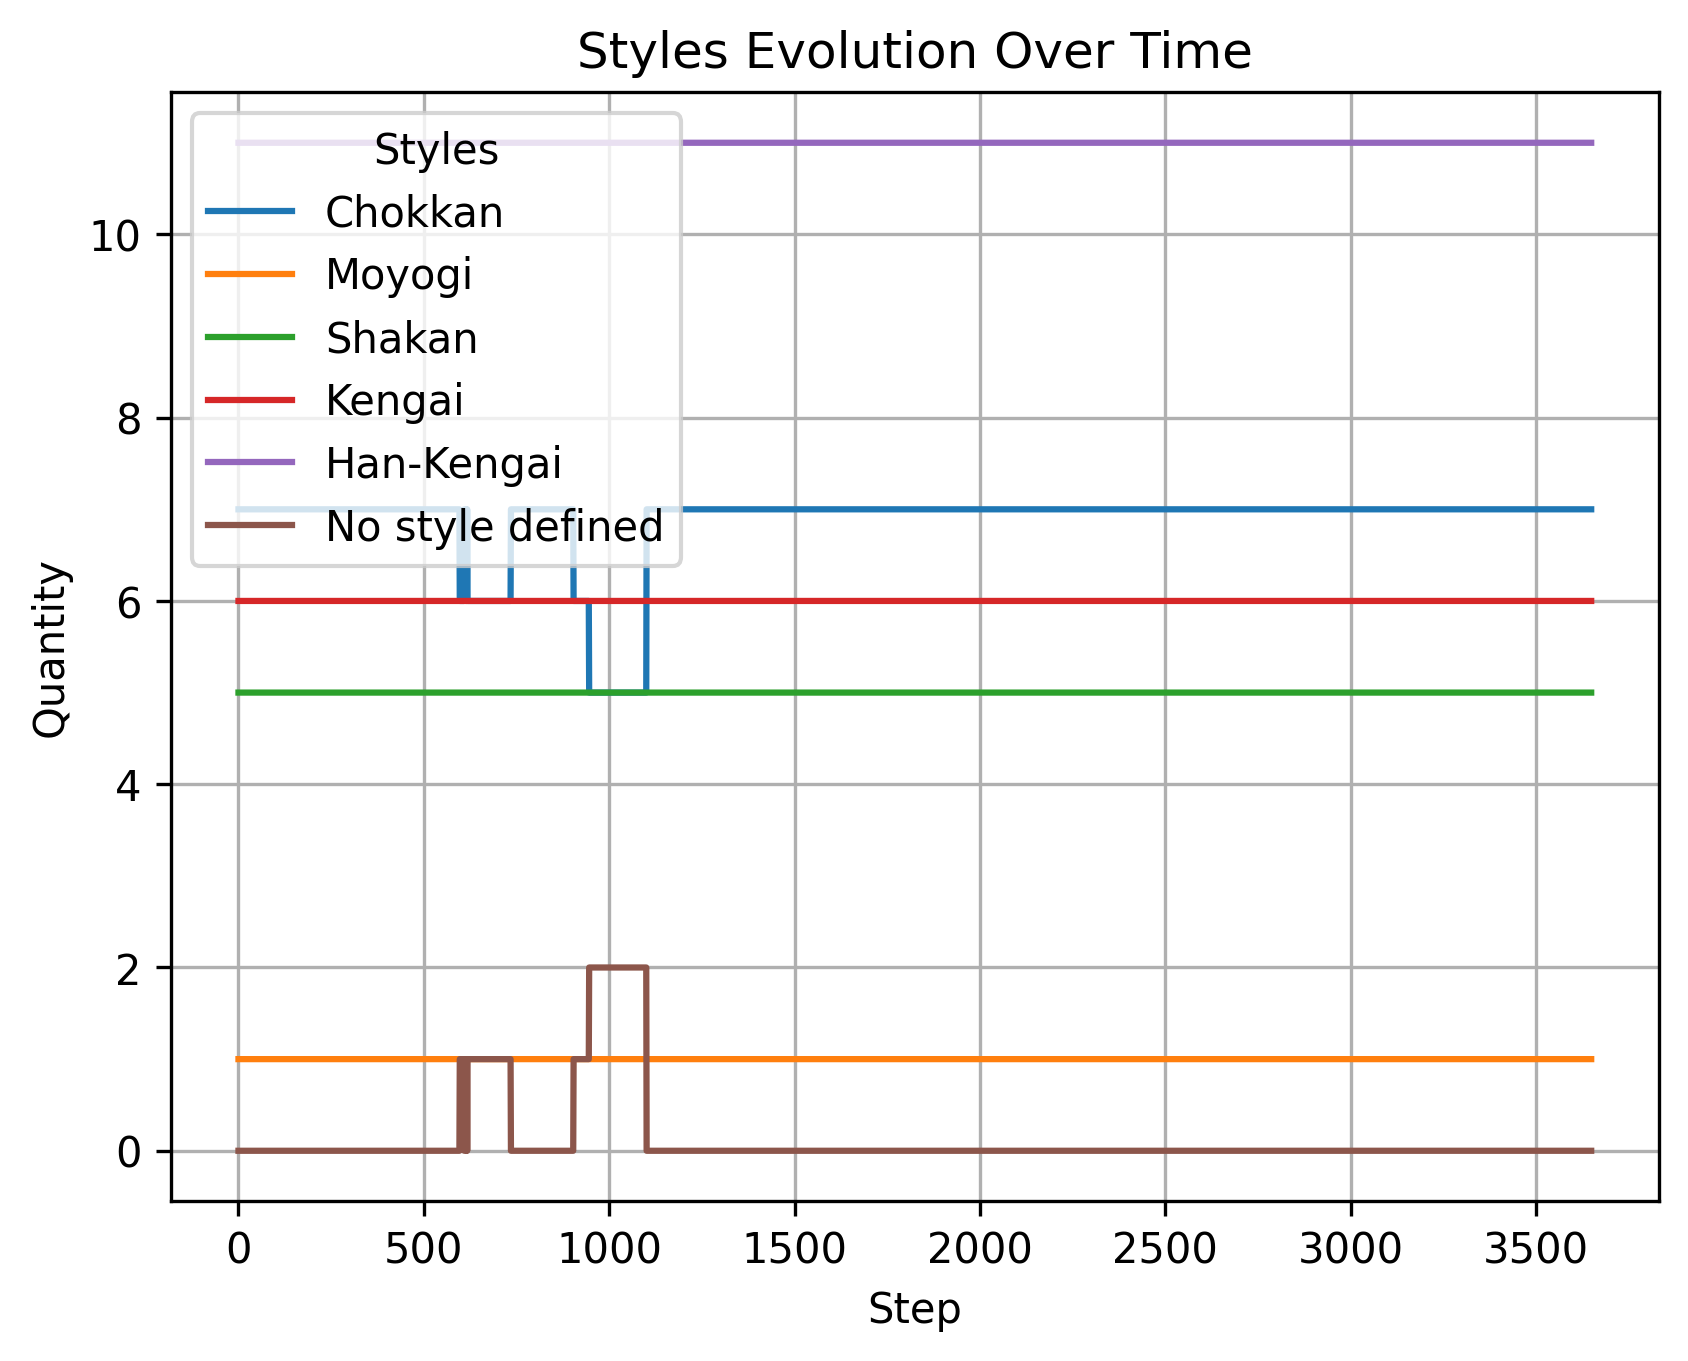 Styles Evolution Over Time
Styles
Chokkan
Moyogi
Shakan
Kengai
Han-Kengai
No style defined
Quantity
10
8
6
4
2
0
0 500 1000 1500 2000 2500 3000 3500
Step